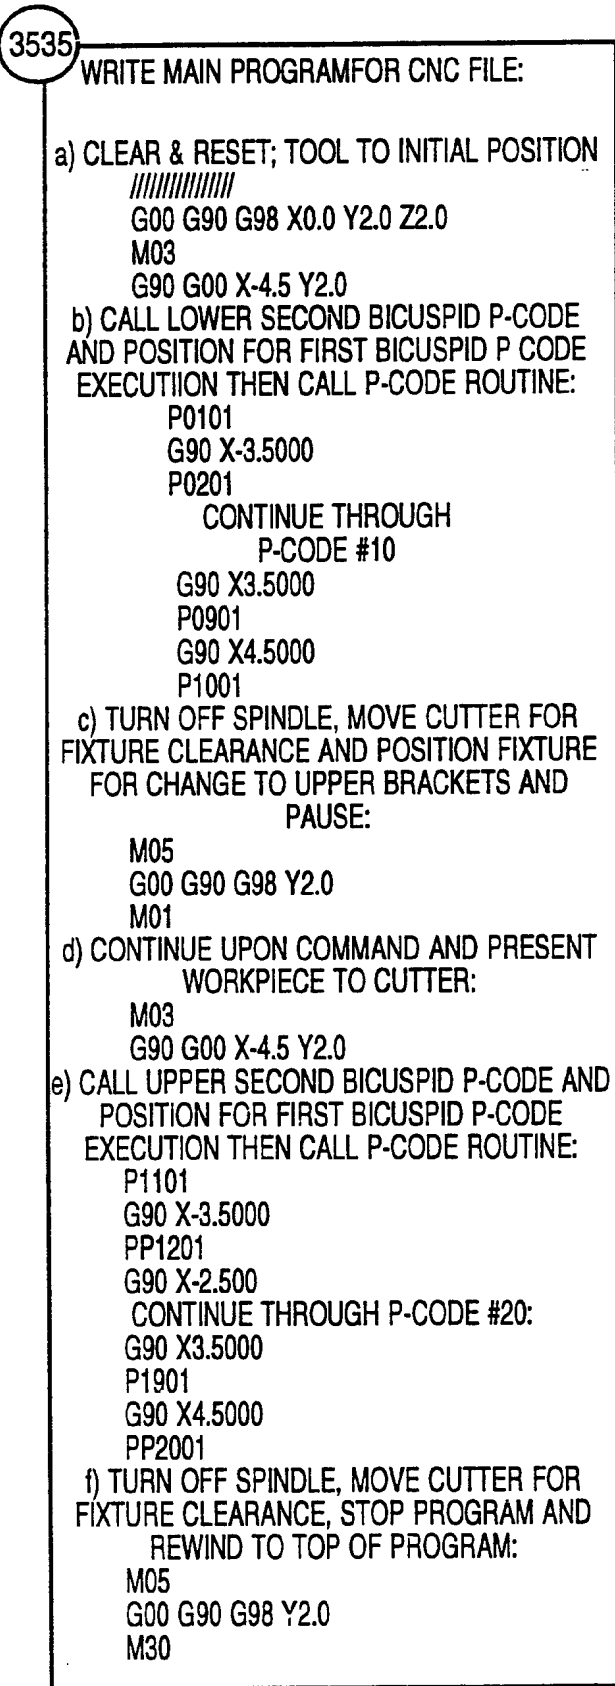 3535
WRITE MAIN PROGRAMFOR CNC FILE:
a) CLEAR & RESET; TOOL TO INITIAL POSITION
////////////////
G00 G90 G98 X0.0 Y2.0 Z2.0
M03
G90 G00 X-4.5 Y2.0
b) CALL LOWER SECOND BICUSPID P-CODE
AND POSITION FOR FIRST BICUSPID P CODE
EXECUTIION THEN CALL P-CODE ROUTINE:
P0101
G90 X-3.5000
P0201
CONTINUE THROUGH
P-CODE #10
G90 X3.5000
P0901
G90 X4.5000
P1001
c) TURN OFF SPINDLE, MOVE CUTTER FOR
FIXTURE CLEARANCE AND POSITION FIXTURE
FOR CHANGE TO UPPER BRACKETS AND
PAUSE:
M05
G00 G90 G98 Y2.0
M01
d) CONTINUE UPON COMMAND AND PRESENT
WORKPIECE TO CUTTER:
M03
G90 G00 X-4.5 Y2.0
e) CALL UPPER SECOND BICUSPID P-CODE AND
POSITION FOR FIRST BICUSPID P-CODE
EXECUTION THEN CALL P-CODE ROUTINE:
P1101
G90 X-3.5000
PP1201
G90 X-2.500
CONTINUE THROUGH P-CODE #20:
G90 X3.5000
P1901
G90 X4.5000
PP2001
f) TURN OFF SPINDLE, MOVE CUTTER FOR
FIXTURE CLEARANCE, STOP PROGRAM AND
REWIND TO TOP OF PROGRAM:
M05
G00 G90 G98 Y2.0
M30